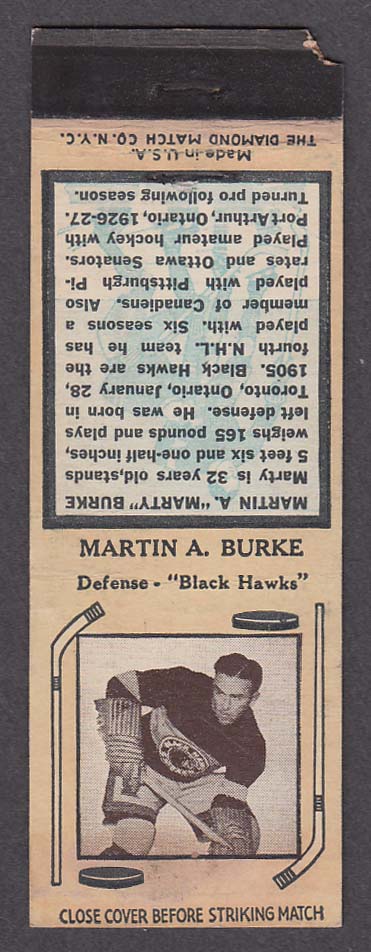 THE DIAMOND MATCH CO. N.Y.C.
Made in U.S.A.
MARTIN A. "MARTY" BURKE
Marty is 32 years old,stands,
5 feet six and one-half inches,
weighs 165 pounds and plays
left defense. He was born in
Toronto, Ontario, January, 28,
1905. Black Hawks are the
fourth N.H.L. team he has
played with. Six seasons a
member of Canadiens. Also
played with Pittsburgh Pi-
rates and Ottawa Senators.
Played amateur hockey with
Port Arthur, Ontario, 1926-27.
Turned pro following season.
MARTIN A. BURKE
Defense - "Black Hawks"
CLOSE COVER BEFORE STRIKING MATCH